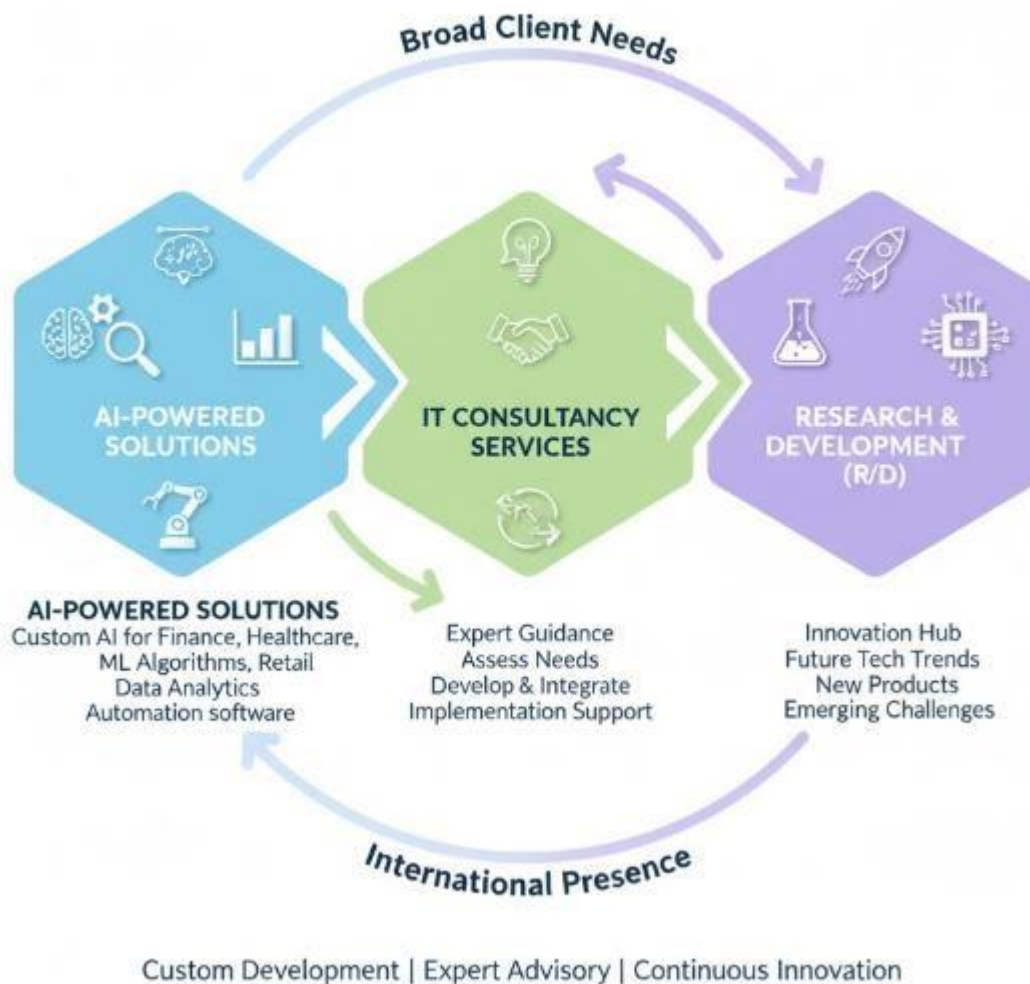 Broad Client Needs
AI-POWERED
SOLUTIONS
IT CONSULTANCY
SERVICES
RESEARCH &
DEVELOPMENT
(R/D)
AI-POWERED SOLUTIONS
Custom AI for Finance, Healthcare,
ML Algorithms, Retail
Data Analytics
Automation software
Expert Guidance
Assess Needs
Develop & Integrate
Implementation Support
Innovation Hub
Future Tech Trends
New Products
Emerging Challenges
International Presence
Custom Development | Expert Advisory | Continuous Innovation